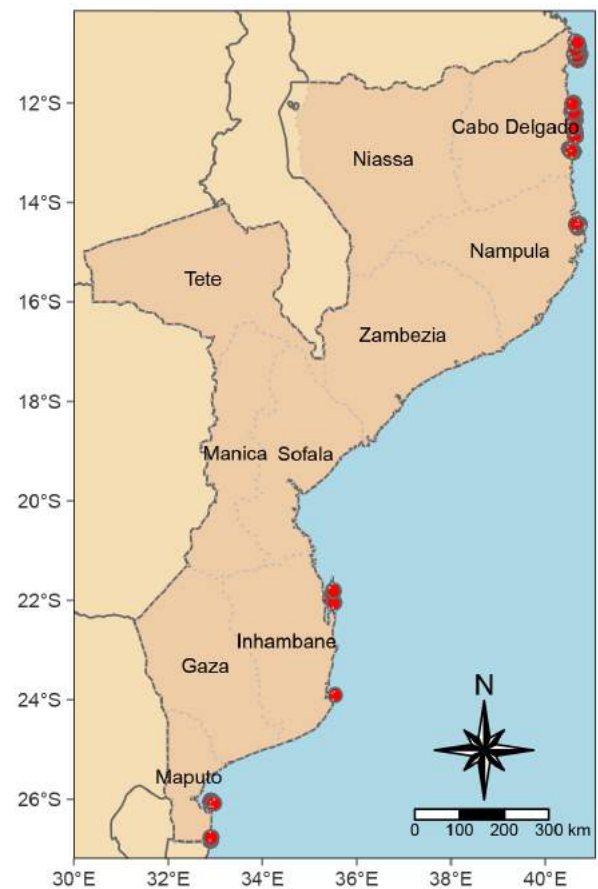 12°S
Cabo Delgado
Niassa
14°S
Nampula
Tete
16°S
Zambezia
18°S
Manica
Sofala
20°S
22°S
Inhambane
Gaza
24°S
N
Maputo
26°S
0 100 200 300 km
30°E 32°E 34°E 36°E 38°E 40°E